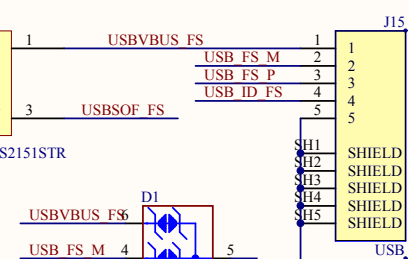 J15
1 USBVBUS_FS 1 1
USB_FS_M 2 2
USB_FS_P 3 3
USB_ID_FS 4 4
3 USBSOF_FS 5 5
SH1 SHIELD
S2151STR
SH2 SHIELD
SH3 SHIELD
SH4 SHIELD
SH5 SHIELD
D1
USBVBUS_FS 6
USB_FS_M 4 5
USB